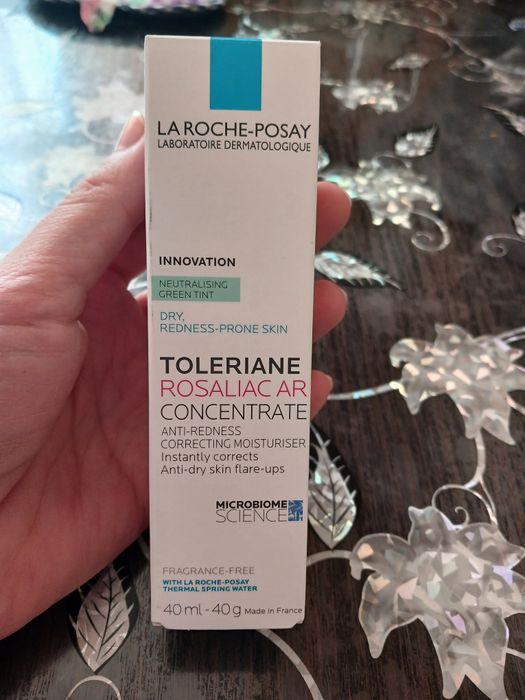 LA ROCHE-POSAY
LABORATOIRE DERMATOLOGIQUE
INNOVATION
NEUTRALISING
GREEN TINT
DRY,
REDNESS-PRONE SKIN
TOLERIANE
ROSALIAC AR
CONCENTRATE
ANTI-REDNESS
CORRECTING MOISTURISER
Instantly corrects
Anti-dry skin flare-ups
MICROBIOME
SCIENCE
FRAGRANCE-FREE
WITH LA ROCHE-POSAY
THERMAL SPRING WATER
40 ml - 40 g Made in France